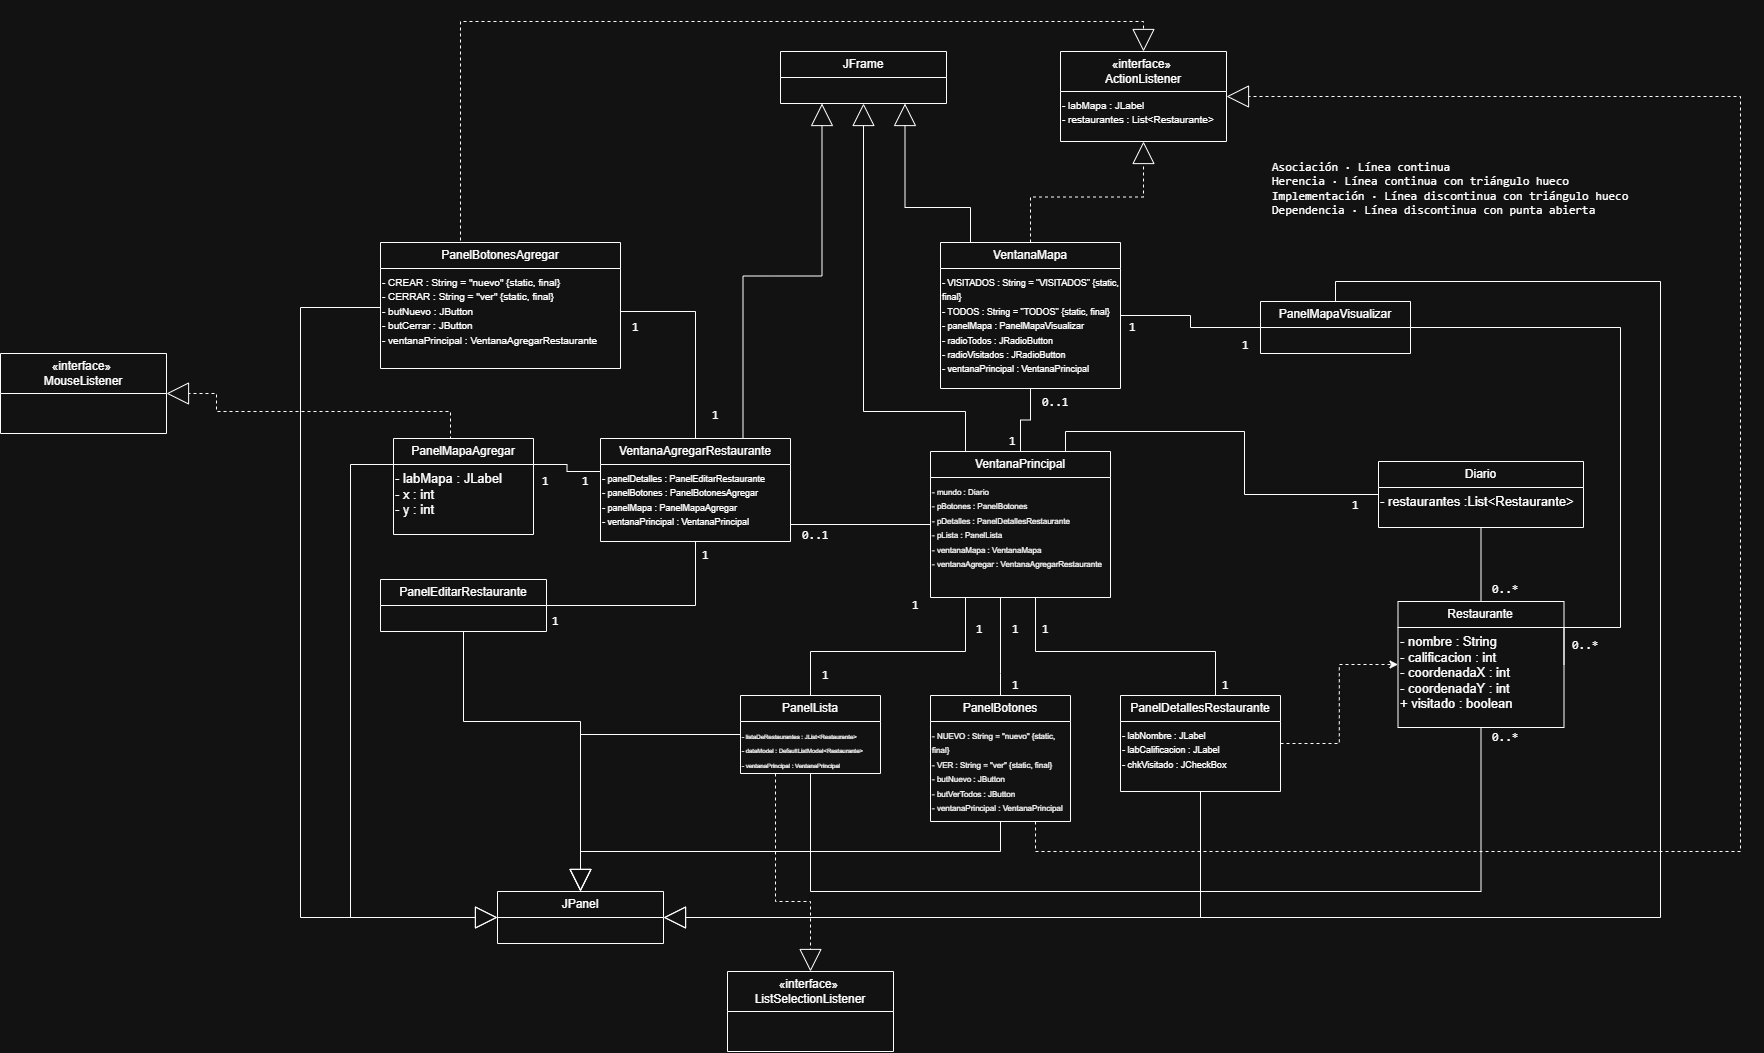 JFrame
«interface»
ActionListener
- labMapa : JLabel
- restaurantes : List<Restaurante>
Asociación · Línea continua
Herencia · Línea continua con triángulo hueco
Implementación · Línea discontinua con triángulo hueco
Dependencia · Línea discontinua con punta abierta
PanelBotonesAgregar
- CREAR : String = "nuevo" {static, final}
- CERRAR : String = "ver" {static, final}
- butNuevo : JButton
- butCerrar : JButton
- ventanaPrincipal : VentanaAgregarRestaurante
1
VentanaMapa
- VISITADOS : String = "VISITADOS" {static,
final}
- TODOS : String = "TODOS" {static, final}
- panelMapa : PanelMapaVisualizar
- radioTodos : JRadioButton
- radioVisitados : JRadioButton
- ventanaPrincipal : VentanaPrincipal
1
0..1
PanelMapaVisualizar
1
«interface»
MouseListener
PanelMapaAgregar
- labMapa : JLabel
- x : int
- y : int
1
1
1
VentanaAgregarRestaurante
- panelDetalles : PanelEditarRestaurante
- panelBotones : PanelBotonesAgregar
- panelMapa : PanelMapaAgregar
- ventanaPrincipal : VentanaPrincipal
0..1
1
1
VentanaPrincipal
- mundo : Diario
- pBotones : PanelBotones
- pDetalles : PanelDetallesRestaurante
- pLista : PanelLista
- ventanaMapa : VentanaMapa
- ventanaAgregar : VentanaAgregarRestaurante
1
1
1
1
Diario
- restaurantes :List<Restaurante>
1
0..*
PanelEditarRestaurante
1
Restaurante
- nombre : String
- calificacion : int
- coordenadaX : int
- coordenadaY : int
+ visitado : boolean
0..*
0..*
1
PanelLista
- listaDeRestaurantes : JList<Restaurante>
- dataModel : DefaultListModel<Restaurante>
- ventanaPrincipal : VentanaPrincipal
1
PanelBotones
- NUEVO : String = "nuevo" {static,
final}
- VER : String = "ver" {static, final}
- butNuevo : JButton
- butVerTodos : JButton
- ventanaPrincipal : VentanaPrincipal
1
PanelDetallesRestaurante
- labNombre : JLabel
- labCalificacion : JLabel
- chkVisitado : JCheckBox
JPanel
«interface»
ListSelectionListener